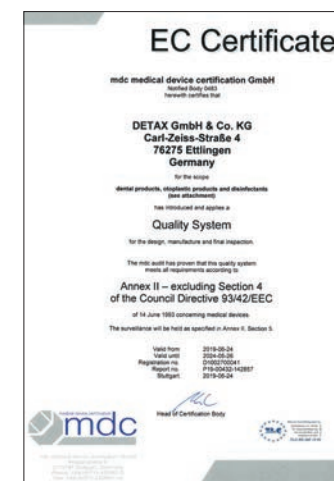 EC Certificate
mdc medical device certification GmbH
Notified Body 0483
herewith certifies that
DETAX GmbH & Co. KG
Carl-Zeiss-Straße 4
76275 Ettlingen
Germany
for the scope
dental products, otoplastic products and disinfectants
(see attachment)
has introduced and applies a
Quality System
for the design, manufacture and final inspection.
The mdc audit has proven that this quality system
meets all requirements according to
Annex II – excluding Section 4
of the Council Directive 93/42/EEC
of 14 June 1993 concerning medical devices
The surveillance will be held as specified in Annex II, Section 5.
Valid from 2019-06-24
Valid until 2024-05-26
Registration no. D1002700041
Report no. P19-00432-142857
Stuttgart 2019-06-24
Head of Certification Body
medical device certification
mdc